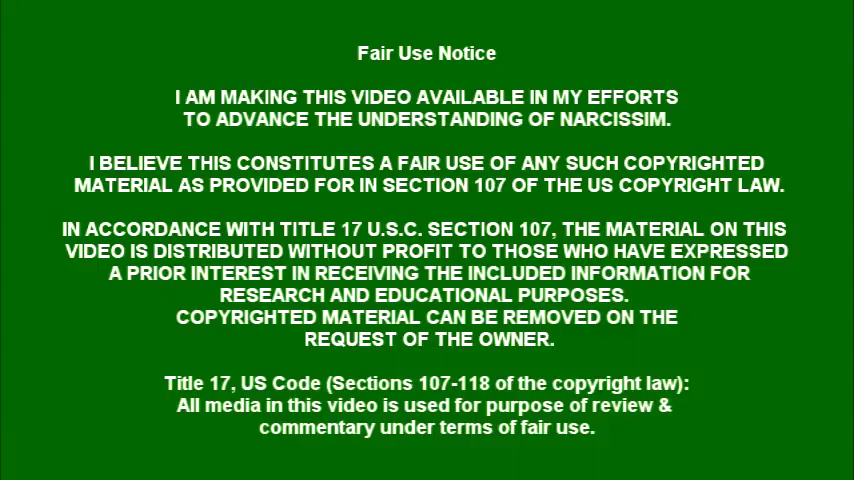 Fair Use Notice
I AM MAKING THIS VIDEO AVAILABLE IN MY EFFORTS
TO ADVANCE THE UNDERSTANDING OF NARCISSIM.
I BELIEVE THIS CONSTITUTES A FAIR USE OF ANY SUCH COPYRIGHTED
MATERIAL AS PROVIDED FOR IN SECTION 107 OF THE US COPYRIGHT LAW.
IN ACCORDANCE WITH TITLE 17 U.S.C. SECTION 107, THE MATERIAL ON THIS
VIDEO IS DISTRIBUTED WITHOUT PROFIT TO THOSE WHO HAVE EXPRESSED
A PRIOR INTEREST IN RECEIVING THE INCLUDED INFORMATION FOR
RESEARCH AND EDUCATIONAL PURPOSES.
COPYRIGHTED MATERIAL CAN BE REMOVED ON THE
REQUEST OF THE OWNER.
Title 17, US Code (Sections 107-118 of the copyright law):
All media in this video is used for purpose of review &
commentary under terms of fair use.